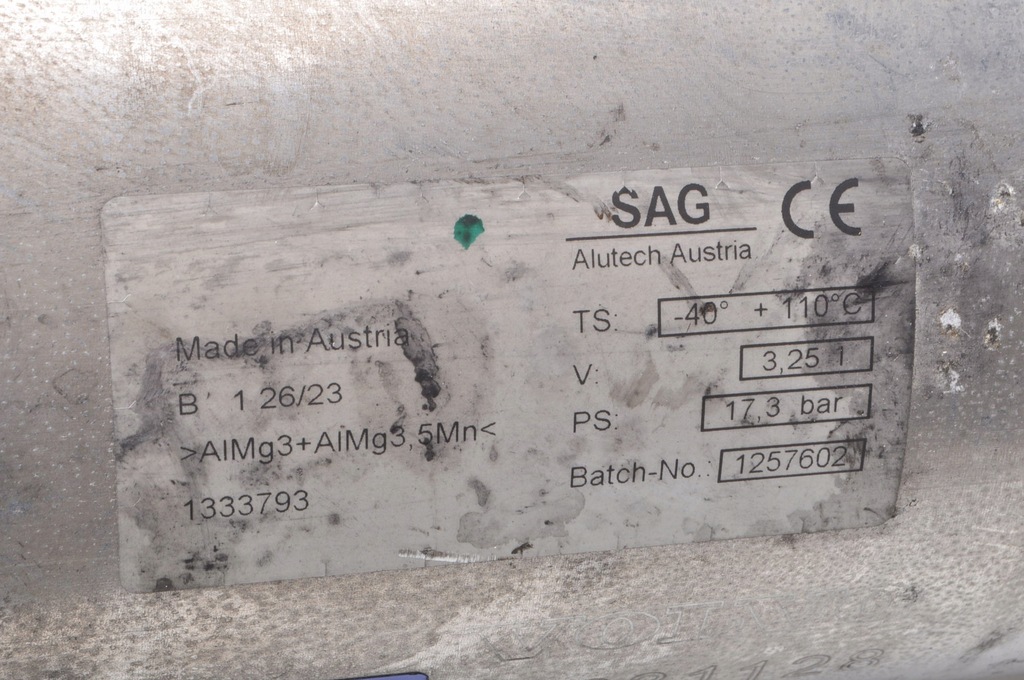 SAG CE
Alutech Austria
TS: -40° + 110°C
V: 3,25 l
PS: 17,3 bar
Batch-No.: 1257602
Made in Austria
B 1 26/23
>AlMg3+AlMg3,5Mn<
1333793